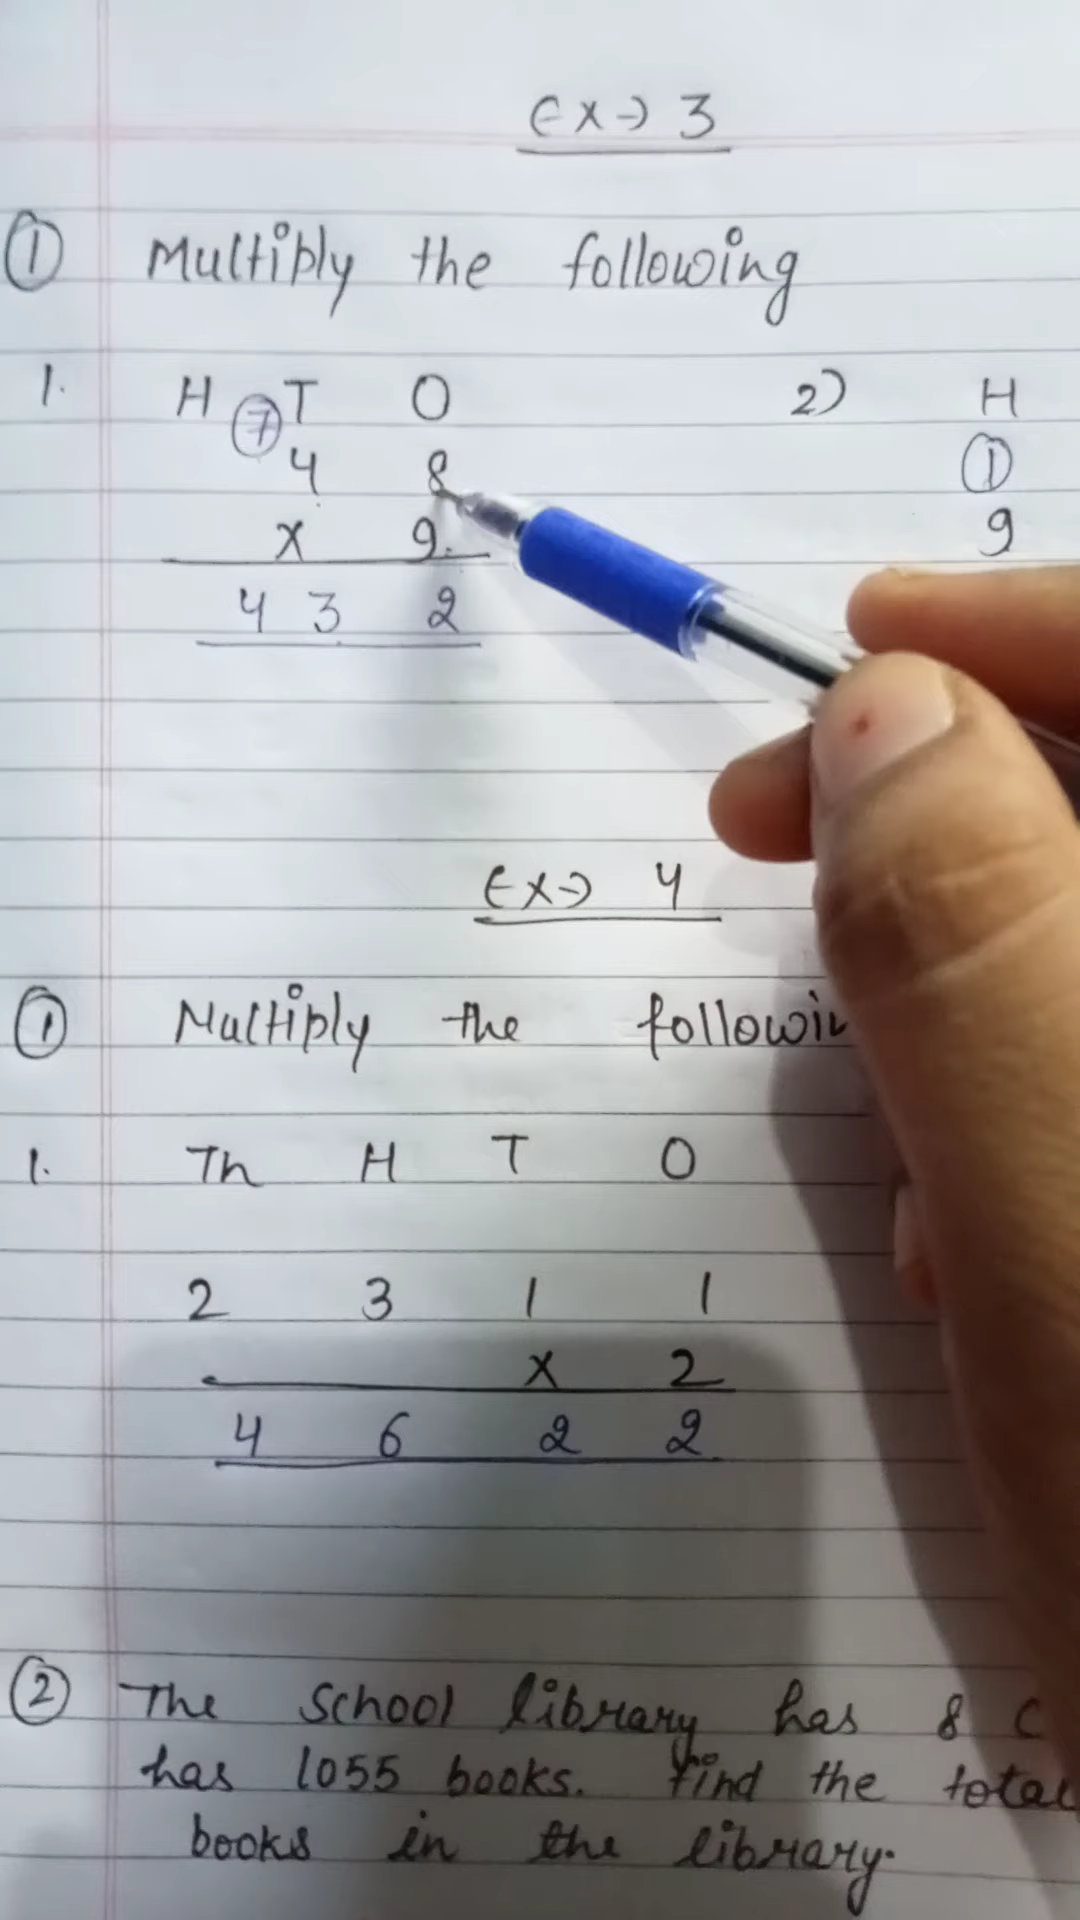 Ex → 3
① Multiply the following
1. H T O 2) H
⑦ ①
4 8 9
x 9
4 3 2
Ex → 4
① Multiply the
1. Th H T O
2 3 1 1
x 2
4 6 2 2
② The school library has 8
has 1055 books. Find the total
books in the library.